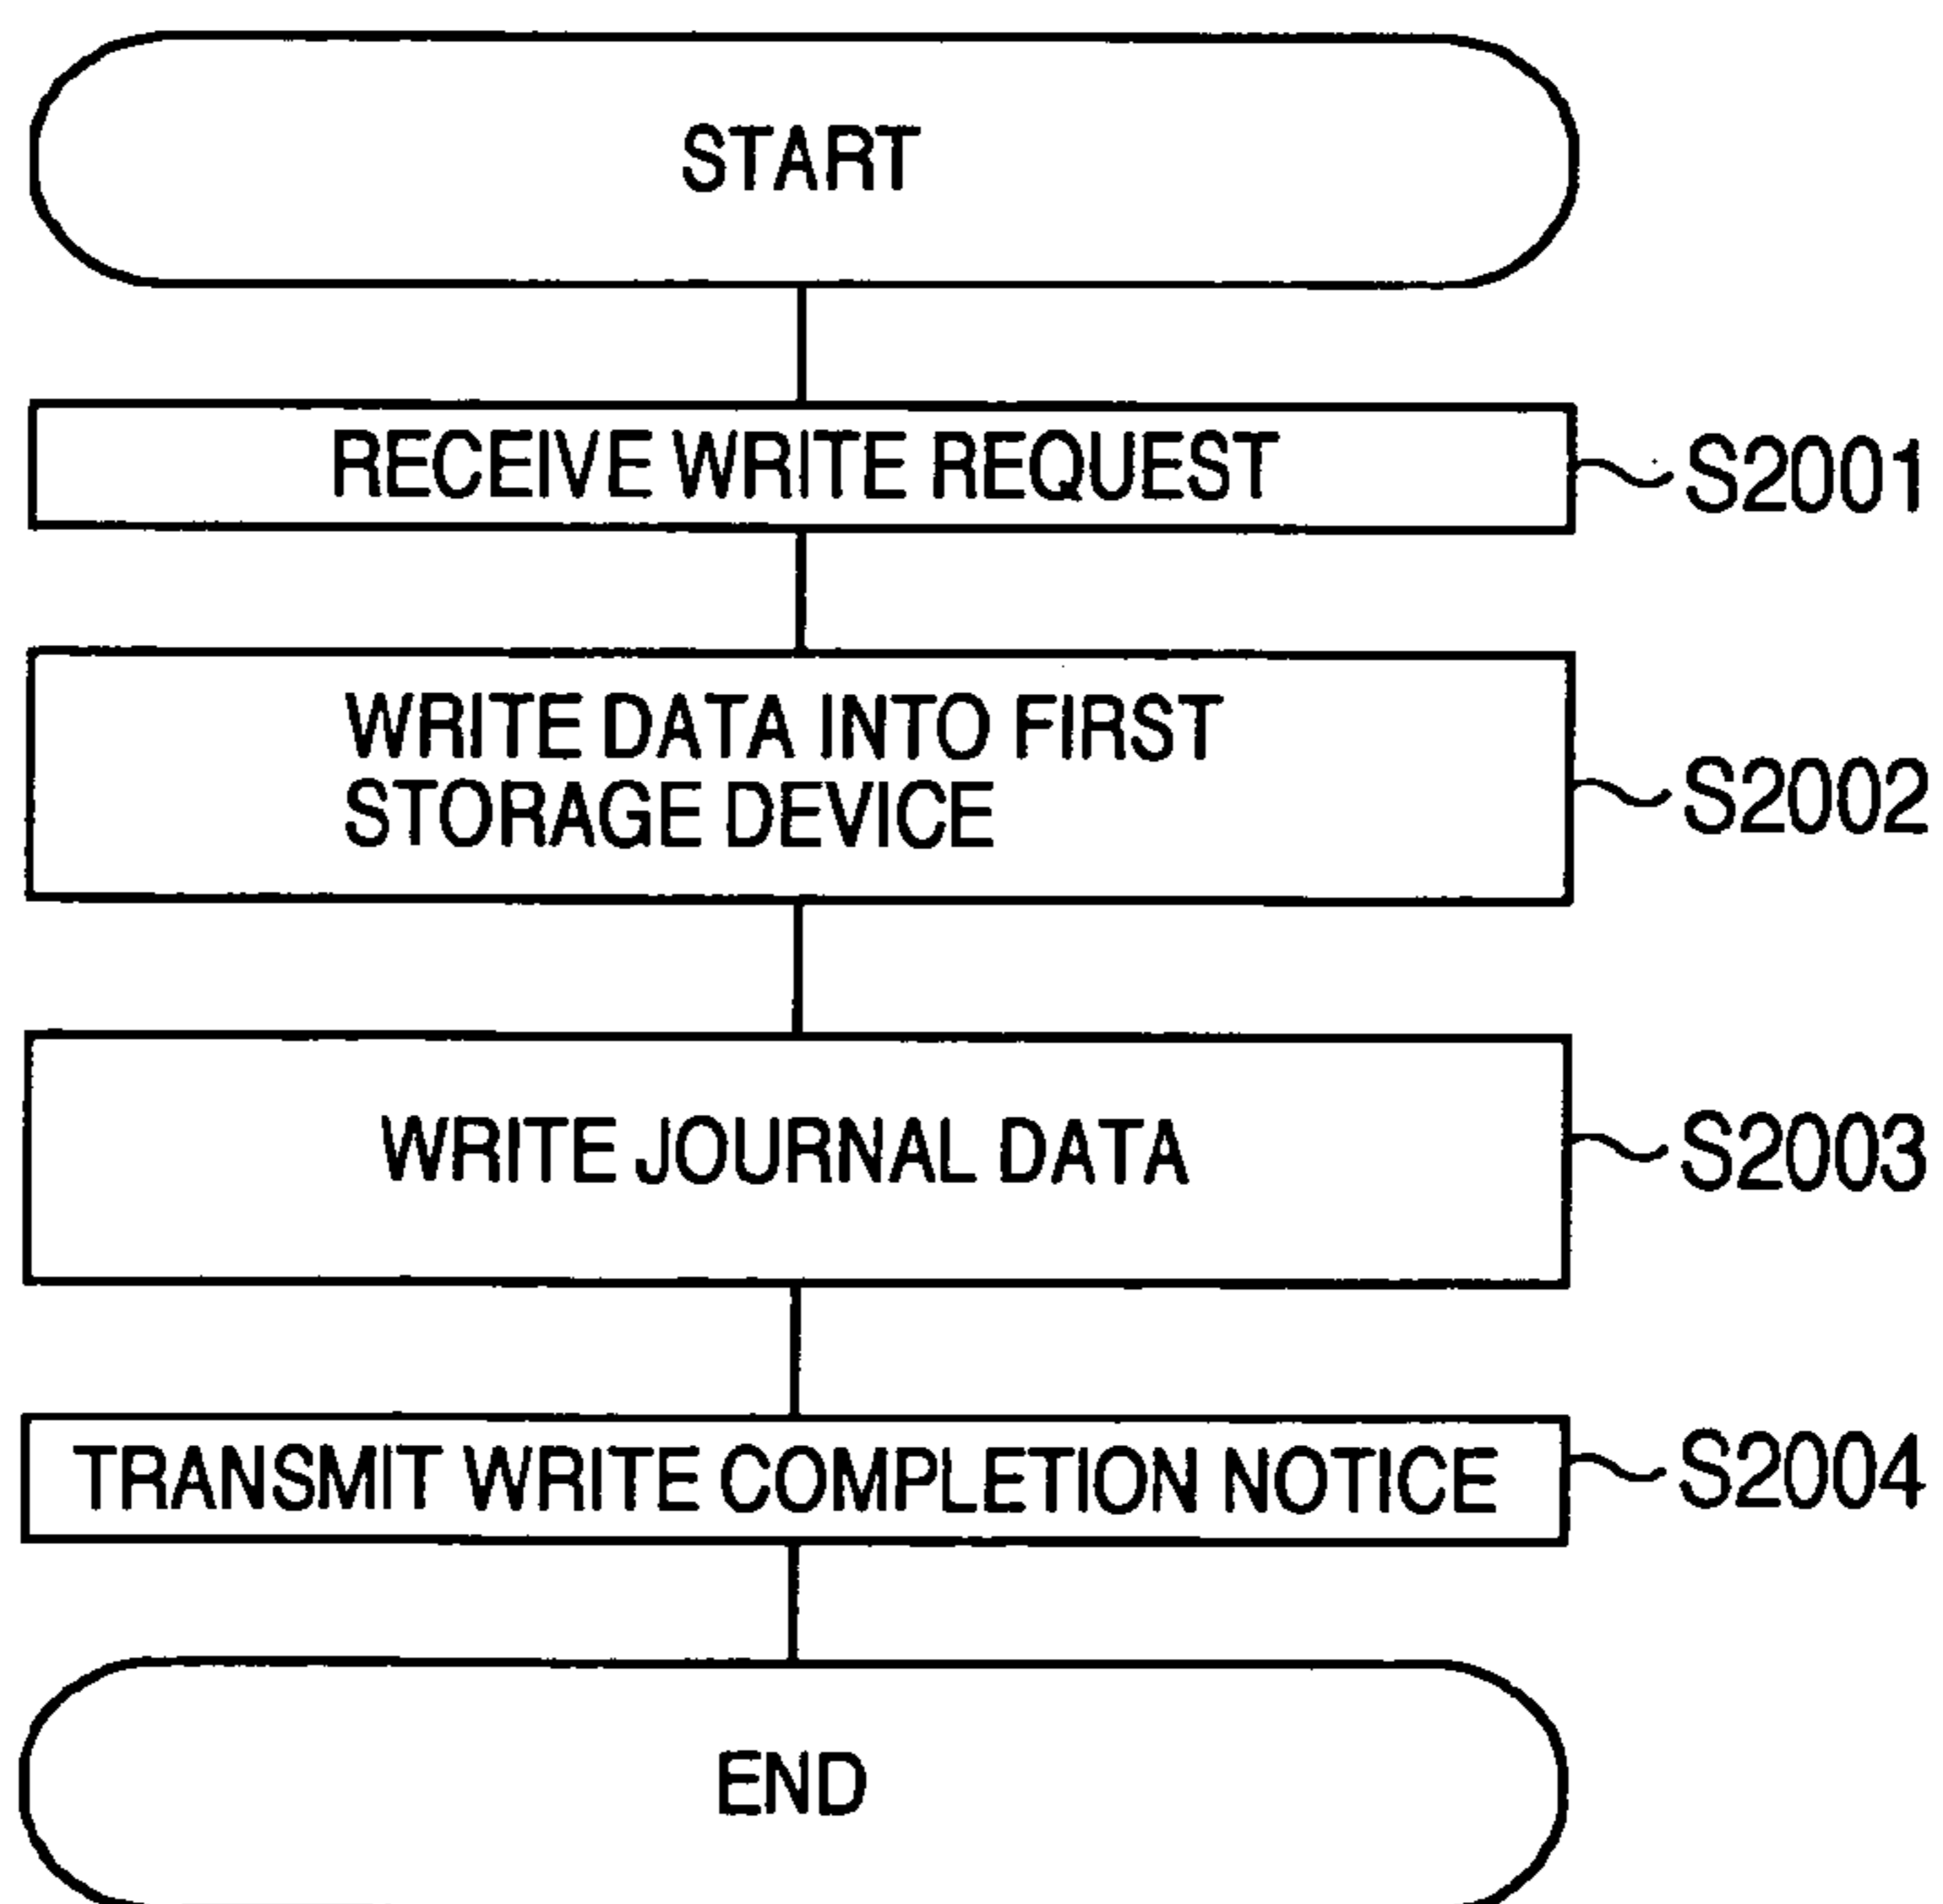 START
RECEIVE WRITE REQUEST
S2001
WRITE DATA INTO FIRST
STORAGE DEVICE
S2002
WRITE JOURNAL DATA
S2003
TRANSMIT WRITE COMPLETION NOTICE
S2004
END